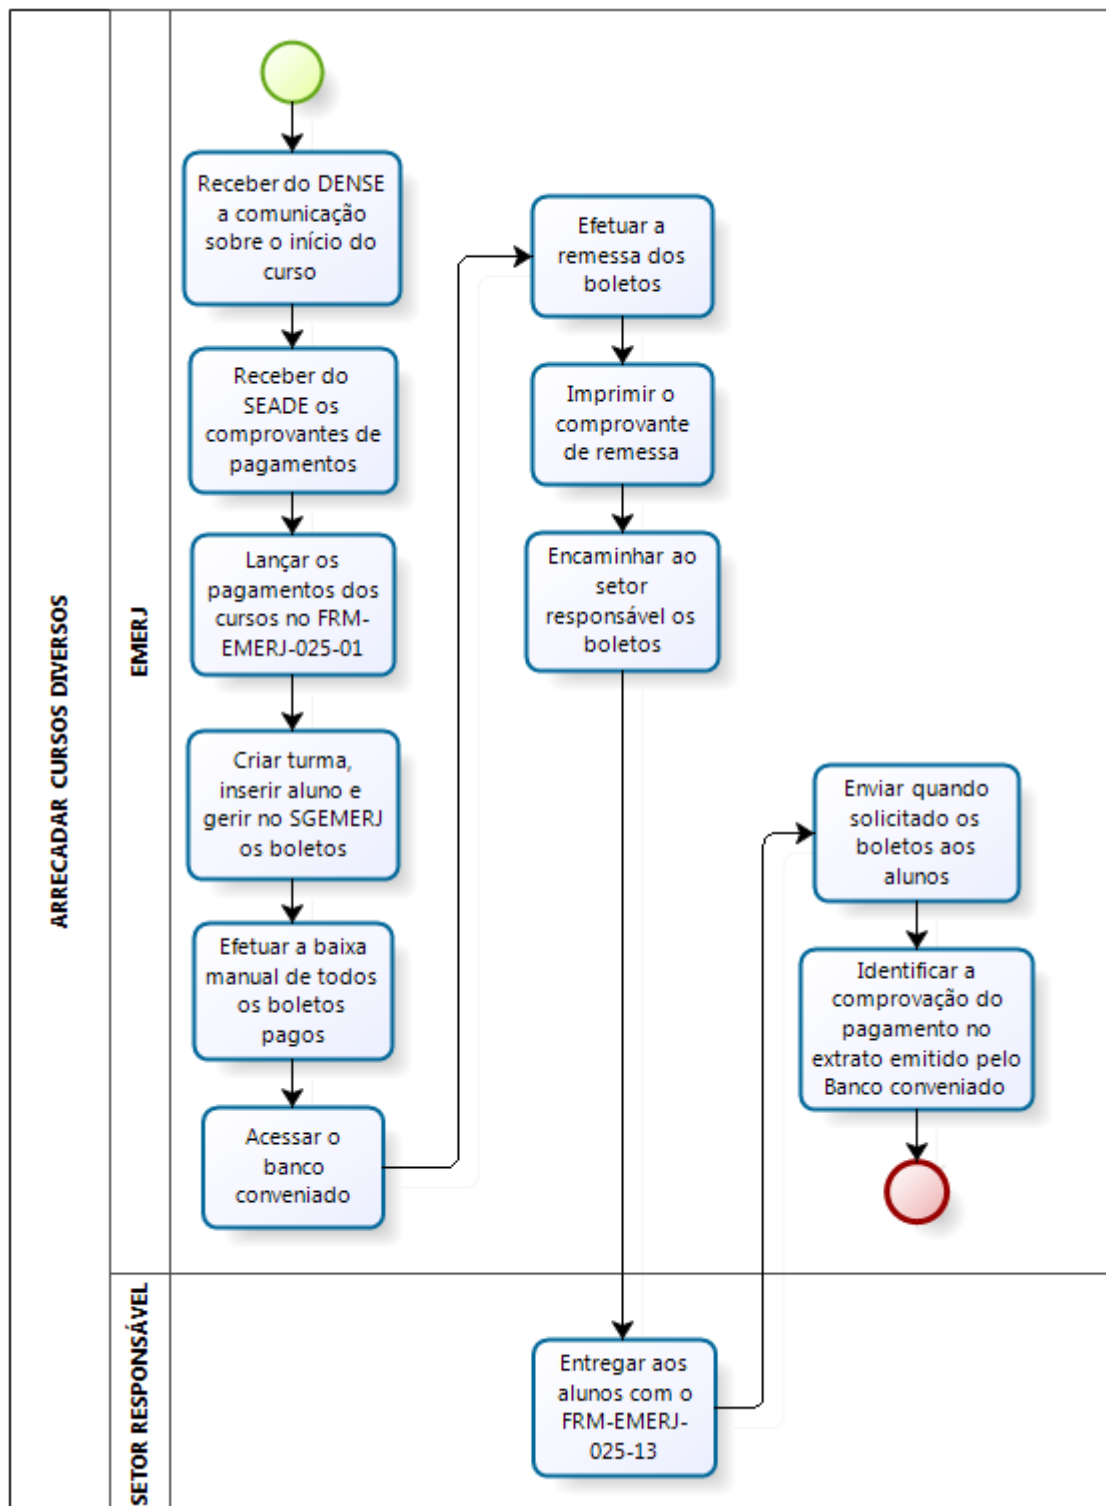 ARRECADAR CURSOS DIVERSOS
EMERJ
Receber do DENSE
a comunicação
sobre o início do
curso
Receber do
SEADE os
comprovantes de
pagamentos
Lançar os
pagamentos dos
cursos no FRM-
EMERJ-025-01
Criar turma,
inserir aluno e
gerir no SGEMERJ
os boletos
Efetuar a baixa
manual de todos
os boletos
pagos
Acessar o
banco
conveniado
Efetuar a
remessa dos
boletos
Imprimir o
comprovante
de remessa
Encaminhar ao
setor
responsável os
boletos
SETOR RESPONSÁVEL
Entregar aos
alunos com o
FRM-EMERJ-
025-13
Enviar quando
solicitado os
boletos aos
alunos
Identificar a
comprovação do
pagamento no
extrato emitido pelo
Banco conveniado